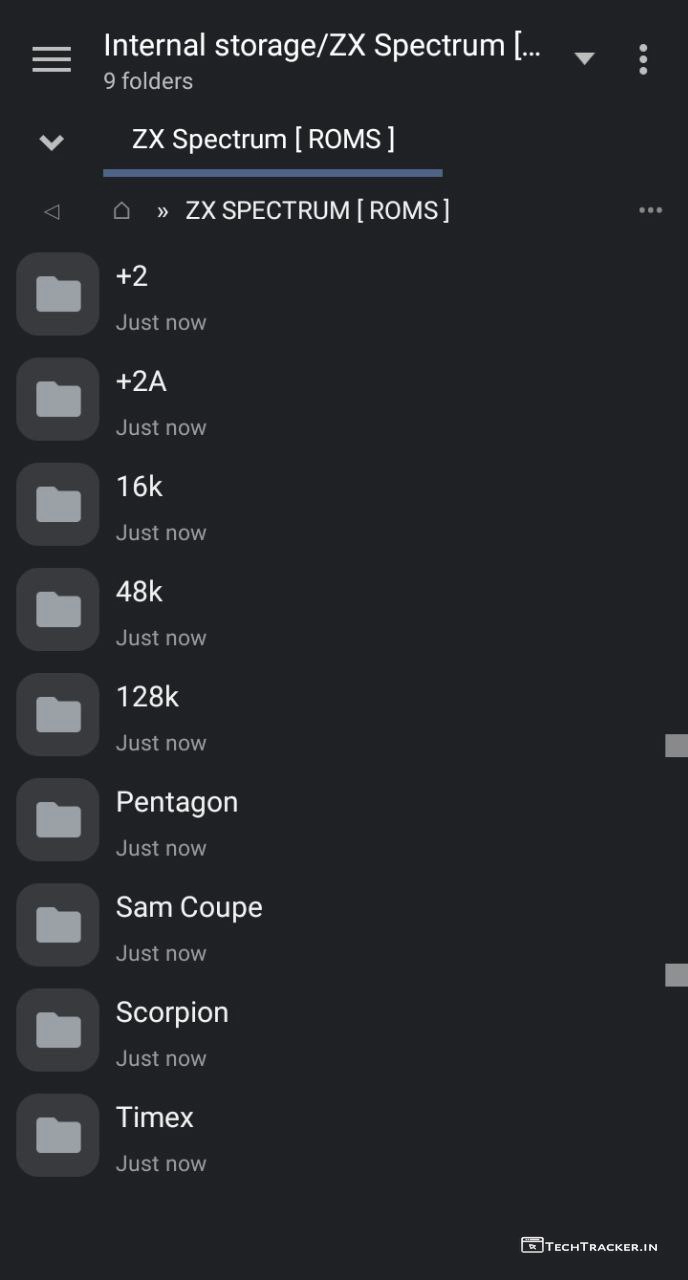 Internal storage/ZX Spectrum [...
9 folders
ZX Spectrum [ ROMS ]
» ZX SPECTRUM [ ROMS ]
+2
Just now
+2A
Just now
16k
Just now
48k
Just now
128k
Just now
Pentagon
Just now
Sam Coupe
Just now
Scorpion
Just now
Timex
Just now
TECHTRACKER.IN